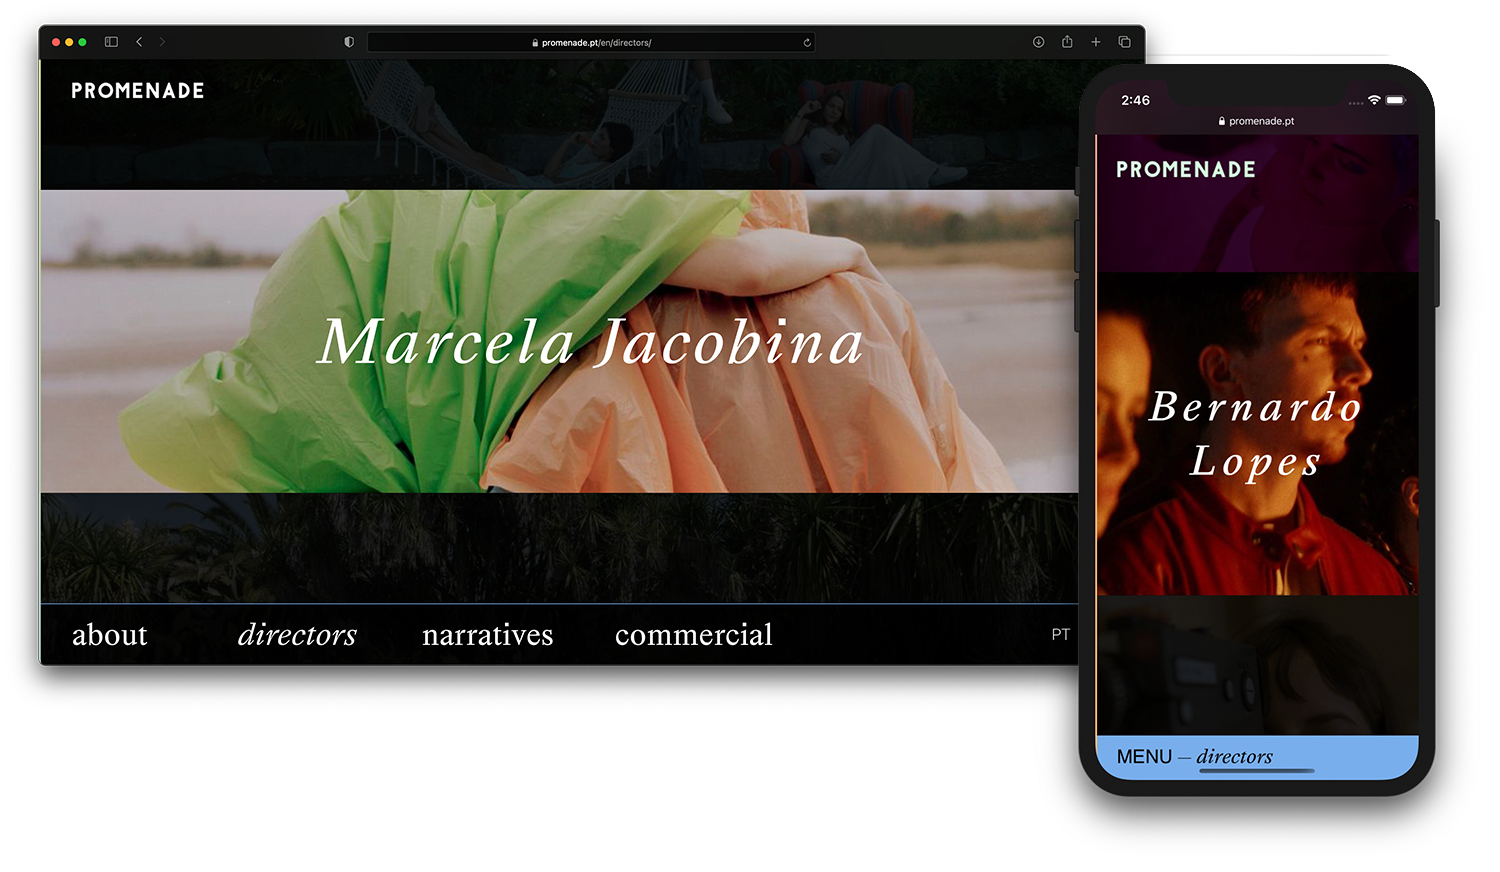 promenade.pt/en/directors/
PROMENADE
Marcela Jacobina
about directors narratives commercial PT
2:46
promenade.pt
PROMENADE
Bernardo
Lopes
MENU — directors